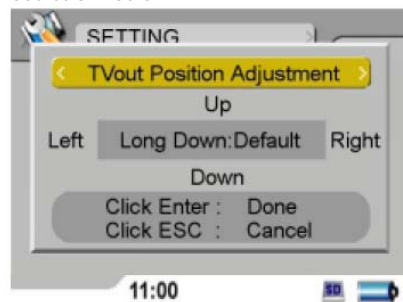 SETTING
TVout Position Adjustment
Up
Left Long Down:Default Right
Down
Click Enter : Done
Click ESC : Cancel
11:00 SD